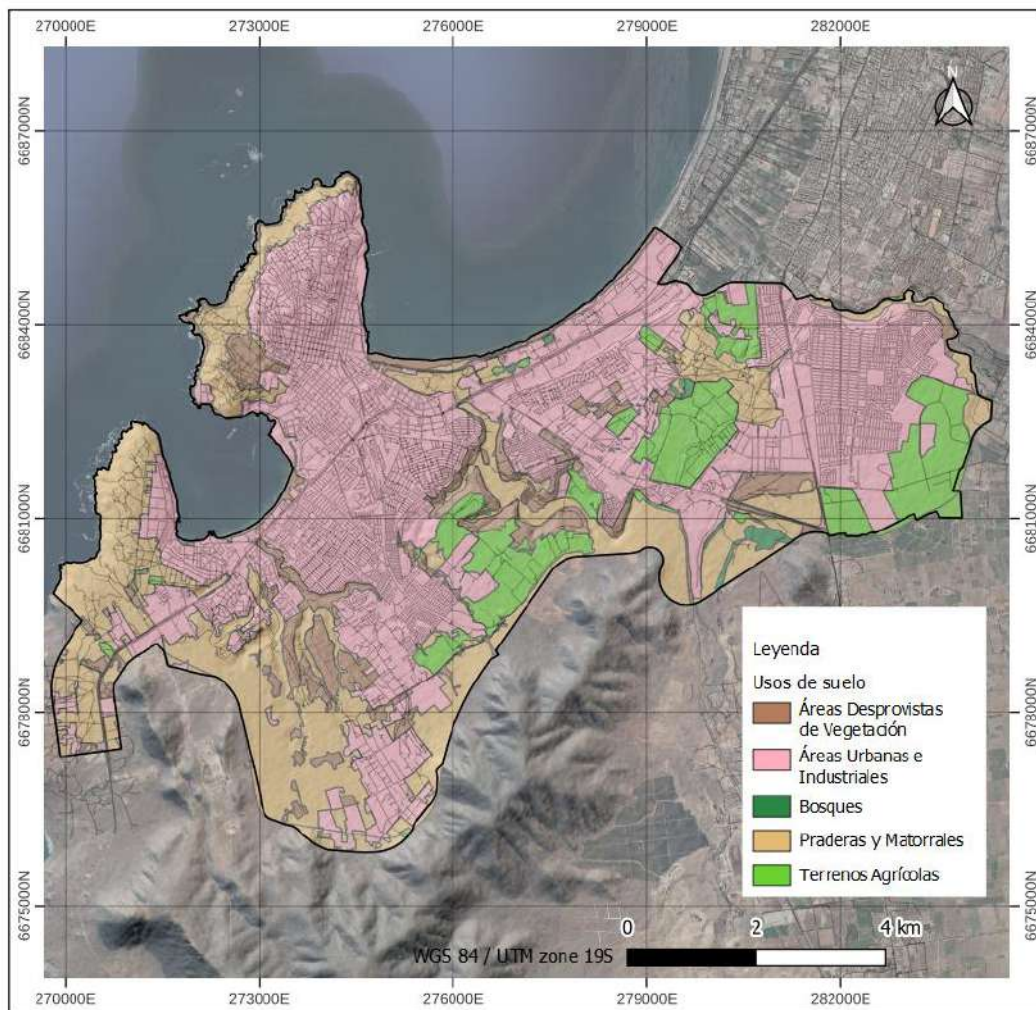 270000E 273000E 276000E 279000E 282000E
N
6687000N 6687000N
6684000N 6684000N
6681000N 6681000N
6678000N 6678000N
6675000N 6675000N
Leyenda
Usos de suelo
Áreas Desprovistas
de Vegetación
Áreas Urbanas e
Industriales
Bosques
Praderas y Matorrales
Terrenos Agrícolas
0 2 4 km
WGS 84 / UTM zone 19S
270000E 273000E 276000E 279000E 282000E